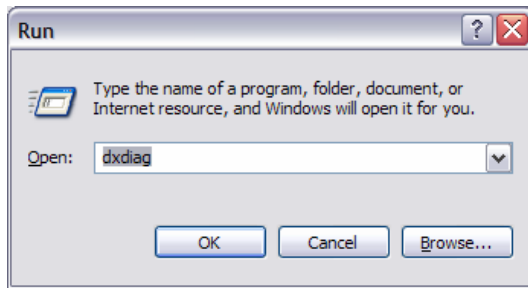 Run
Type the name of a program, folder, document, or
Internet resource, and Windows will open it for you.
Open: dxdiag
OK Cancel Browse...